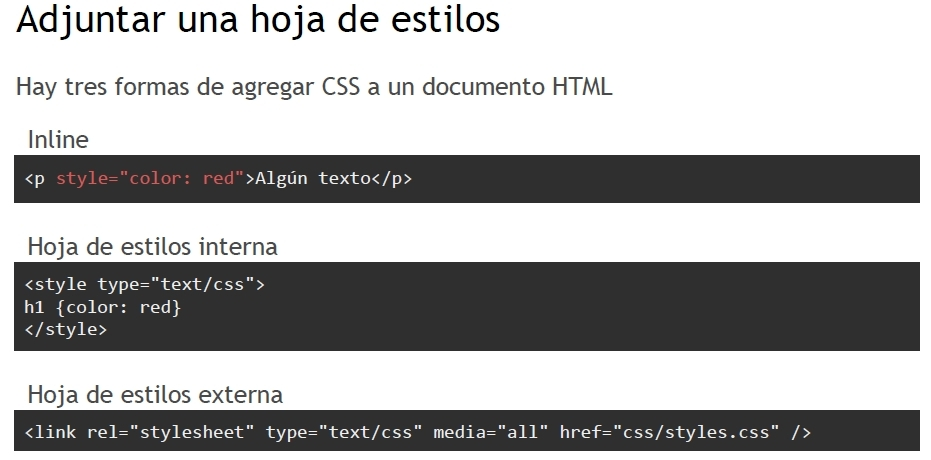 Adjuntar una hoja de estilos
Hay tres formas de agregar CSS a un documento HTML
Inline
<p style="color: red">Algún texto</p>
Hoja de estilos interna
<style type="text/css">
h1 {color: red}
</style>
Hoja de estilos externa
<link rel="stylesheet" type="text/css" media="all" href="css/styles.css" />